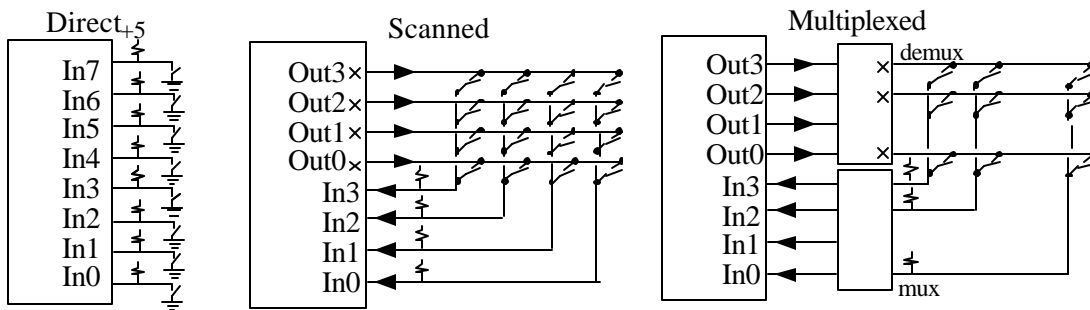 Direct
+5
In7
In6
In5
In4
In3
In2
In1
In0
Scanned
Out3
Out2
Out1
Out0
In3
In2
In1
In0
Multiplexed
demux
Out3
Out2
Out1
Out0
In3
In2
In1
In0
mux